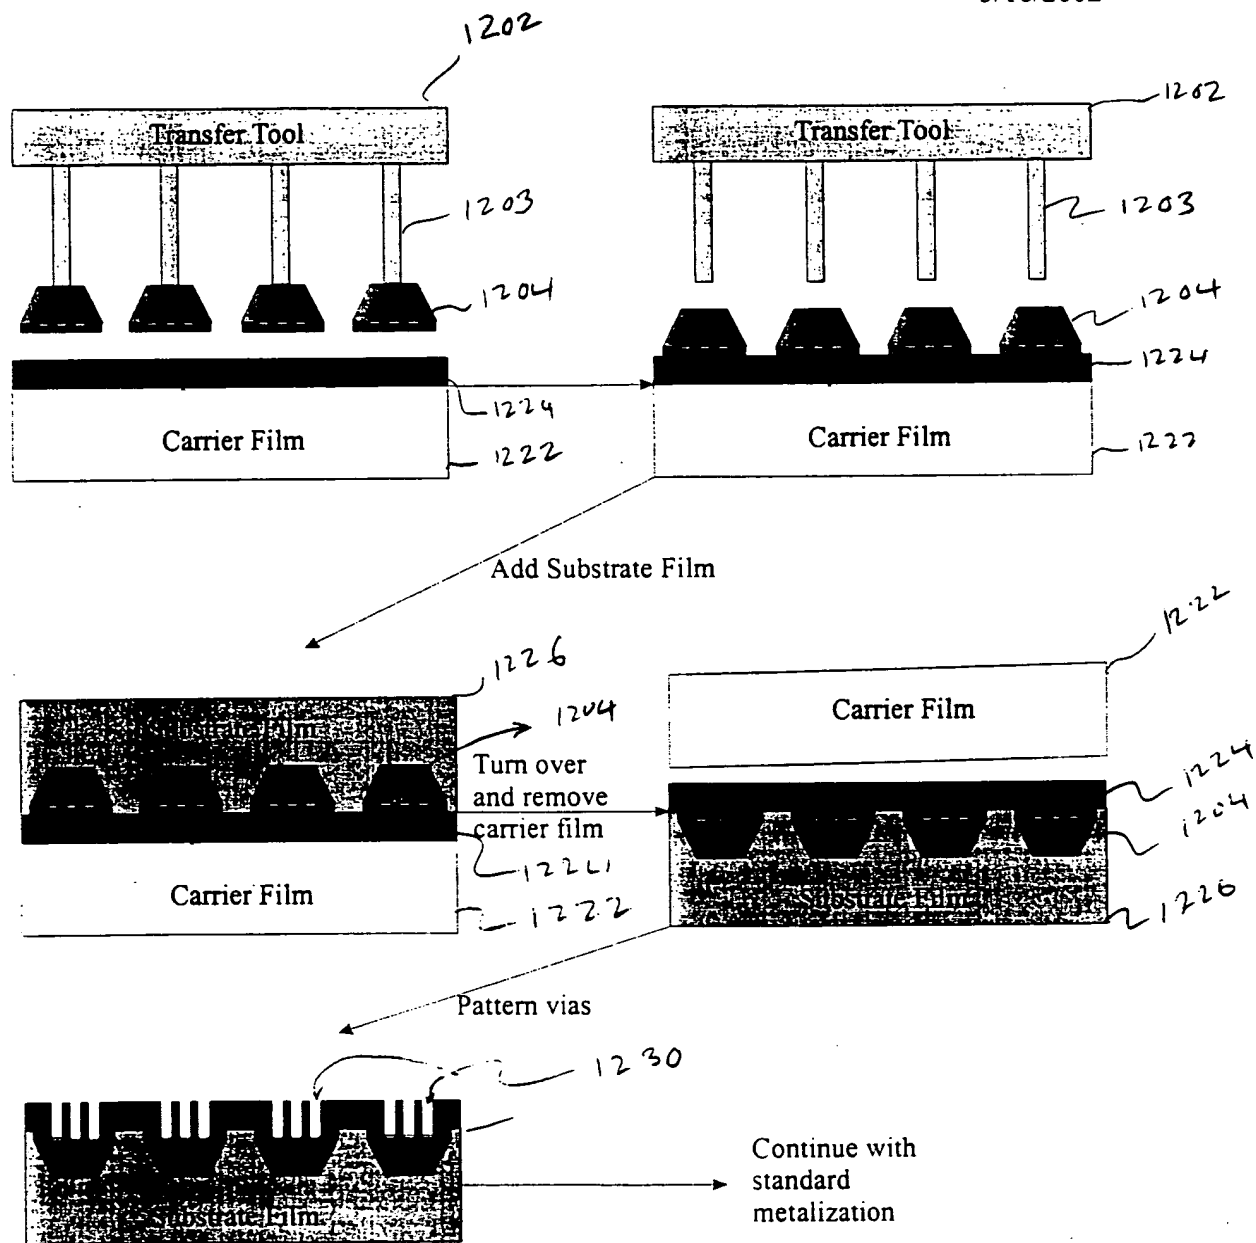 1202
Transfer Tool
1203
1204
1224
Carrier Film
1222
1202
Transfer Tool
1203
1204
1224
Carrier Film
1222
Add Substrate Film
1226
Substrate Film
1204
Turn over
and remove
carrier film
1224
Carrier Film
1222
1222
Carrier Film
1224
1204
Substrate Film
1226
Pattern vias
1230
Substrate Film
Continue with
standard
metalization